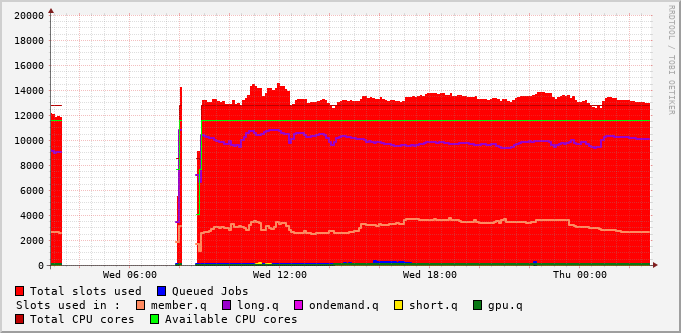 20000
18000
16000
14000
12000
10000
8000
6000
4000
2000
0
Wed 06:00 Wed 12:00 Wed 18:00 Thu 00:00
RRDTOOL / TOBI OETIKER
Total slots used Queued Jobs
Slots used in : member.q long.q ondemand.q short.q gpu.q
Total CPU cores Available CPU cores